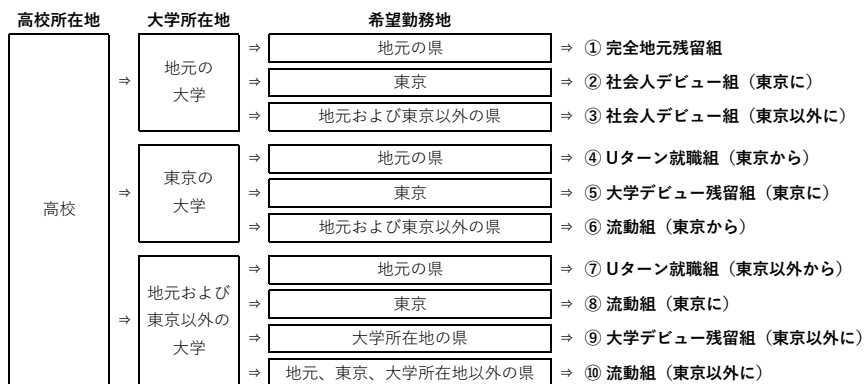 高校所在地 大学所在地 希望勤務地
高校
⇒
地元の
大学
⇒ 地元の県 ⇒ ① 完全地元残留組
⇒ 東京 ⇒ ② 社会人デビュー組（東京に）
⇒ 地元および東京以外の県 ⇒ ③ 社会人デビュー組（東京以外に）
⇒
東京の
大学
⇒ 地元の県 ⇒ ④ Uターン就職組（東京から）
⇒ 東京 ⇒ ⑤ 大学デビュー残留組（東京に）
⇒ 地元および東京以外の県 ⇒ ⑥ 流動組（東京から）
⇒
地元および
東京以外の
大学
⇒ 地元の県 ⇒ ⑦ Uターン就職組（東京以外から）
⇒ 東京 ⇒ ⑧ 流動組（東京に）
⇒ 大学所在地の県 ⇒ ⑨ 大学デビュー残留組（東京以外に）
⇒ 地元、東京、大学所在地以外の県 ⇒ ⑩ 流動組（東京以外に）